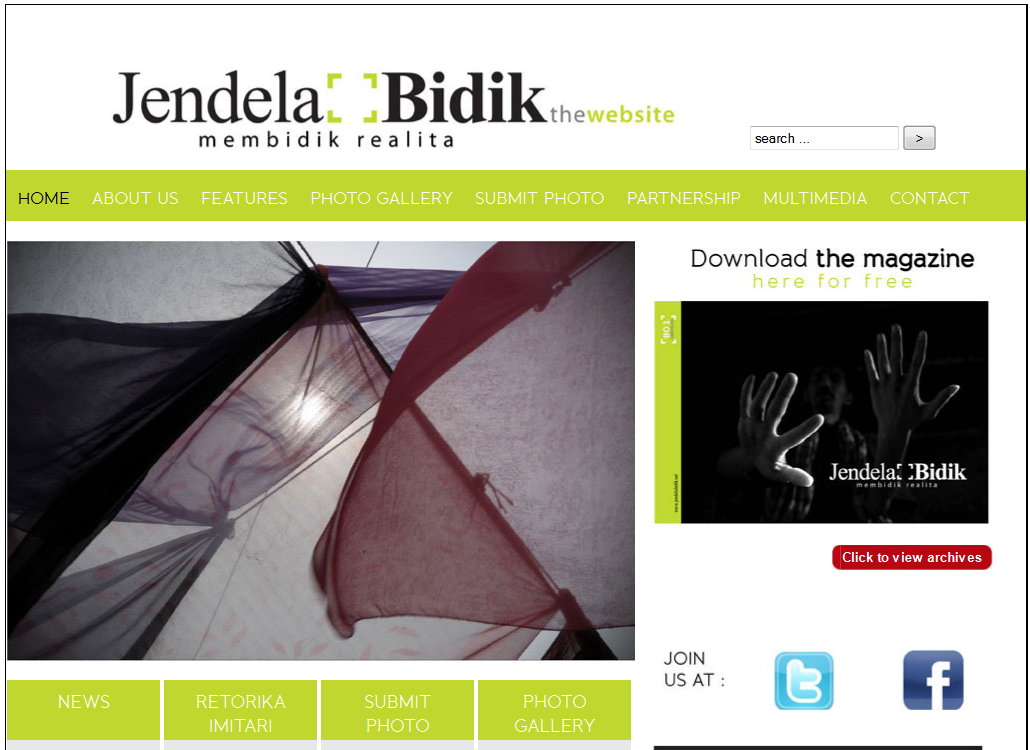 Jendela Bidik thewebsite
membidik realita
search ...
>
HOME ABOUT US FEATURES PHOTO GALLERY SUBMIT PHOTO PARTNERSHIP MULTIMEDIA CONTACT
Download the magazine
here for free
001
Jendela Bidik
membidik realita
Click to view archives
JOIN
US AT :
NEWS
RETORIKA
IMITARI
SUBMIT
PHOTO
PHOTO
GALLERY